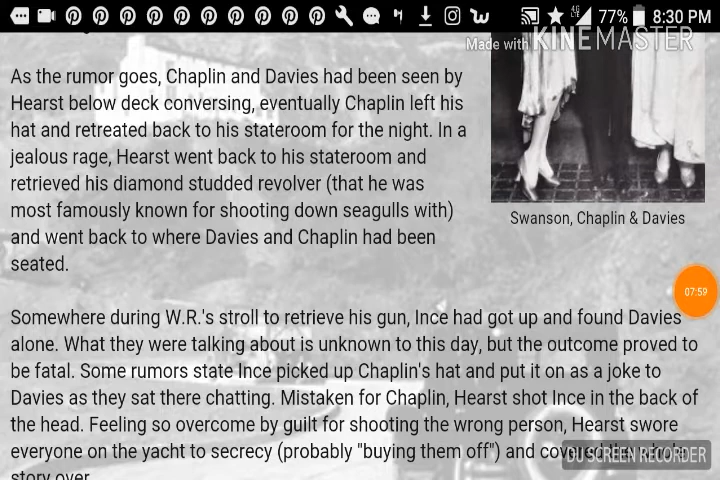 4G LTE 77% 8:30 PM
Made with KINEMASTER
As the rumor goes, Chaplin and Davies had been seen by
Hearst below deck conversing, eventually Chaplin left his
hat and retreated back to his stateroom for the night. In a
jealous rage, Hearst went back to his stateroom and
retrieved his diamond studded revolver (that he was
most famously known for shooting down seagulls with)
and went back to where Davies and Chaplin had been
seated.
Swanson, Chaplin & Davies
07:59
Somewhere during W.R.'s stroll to retrieve his gun, Ince had got up and found Davies
alone. What they were talking about is unknown to this day, but the outcome proved to
be fatal. Some rumors state Ince picked up Chaplin's hat and put it on as a joke to
Davies as they sat there chatting. Mistaken for Chaplin, Hearst shot Ince in the back of
the head. Feeling so overcome by guilt for shooting the wrong person, Hearst swore
everyone on the yacht to secrecy (probably "buying them off") and
DU SCREEN RECORDER
story over